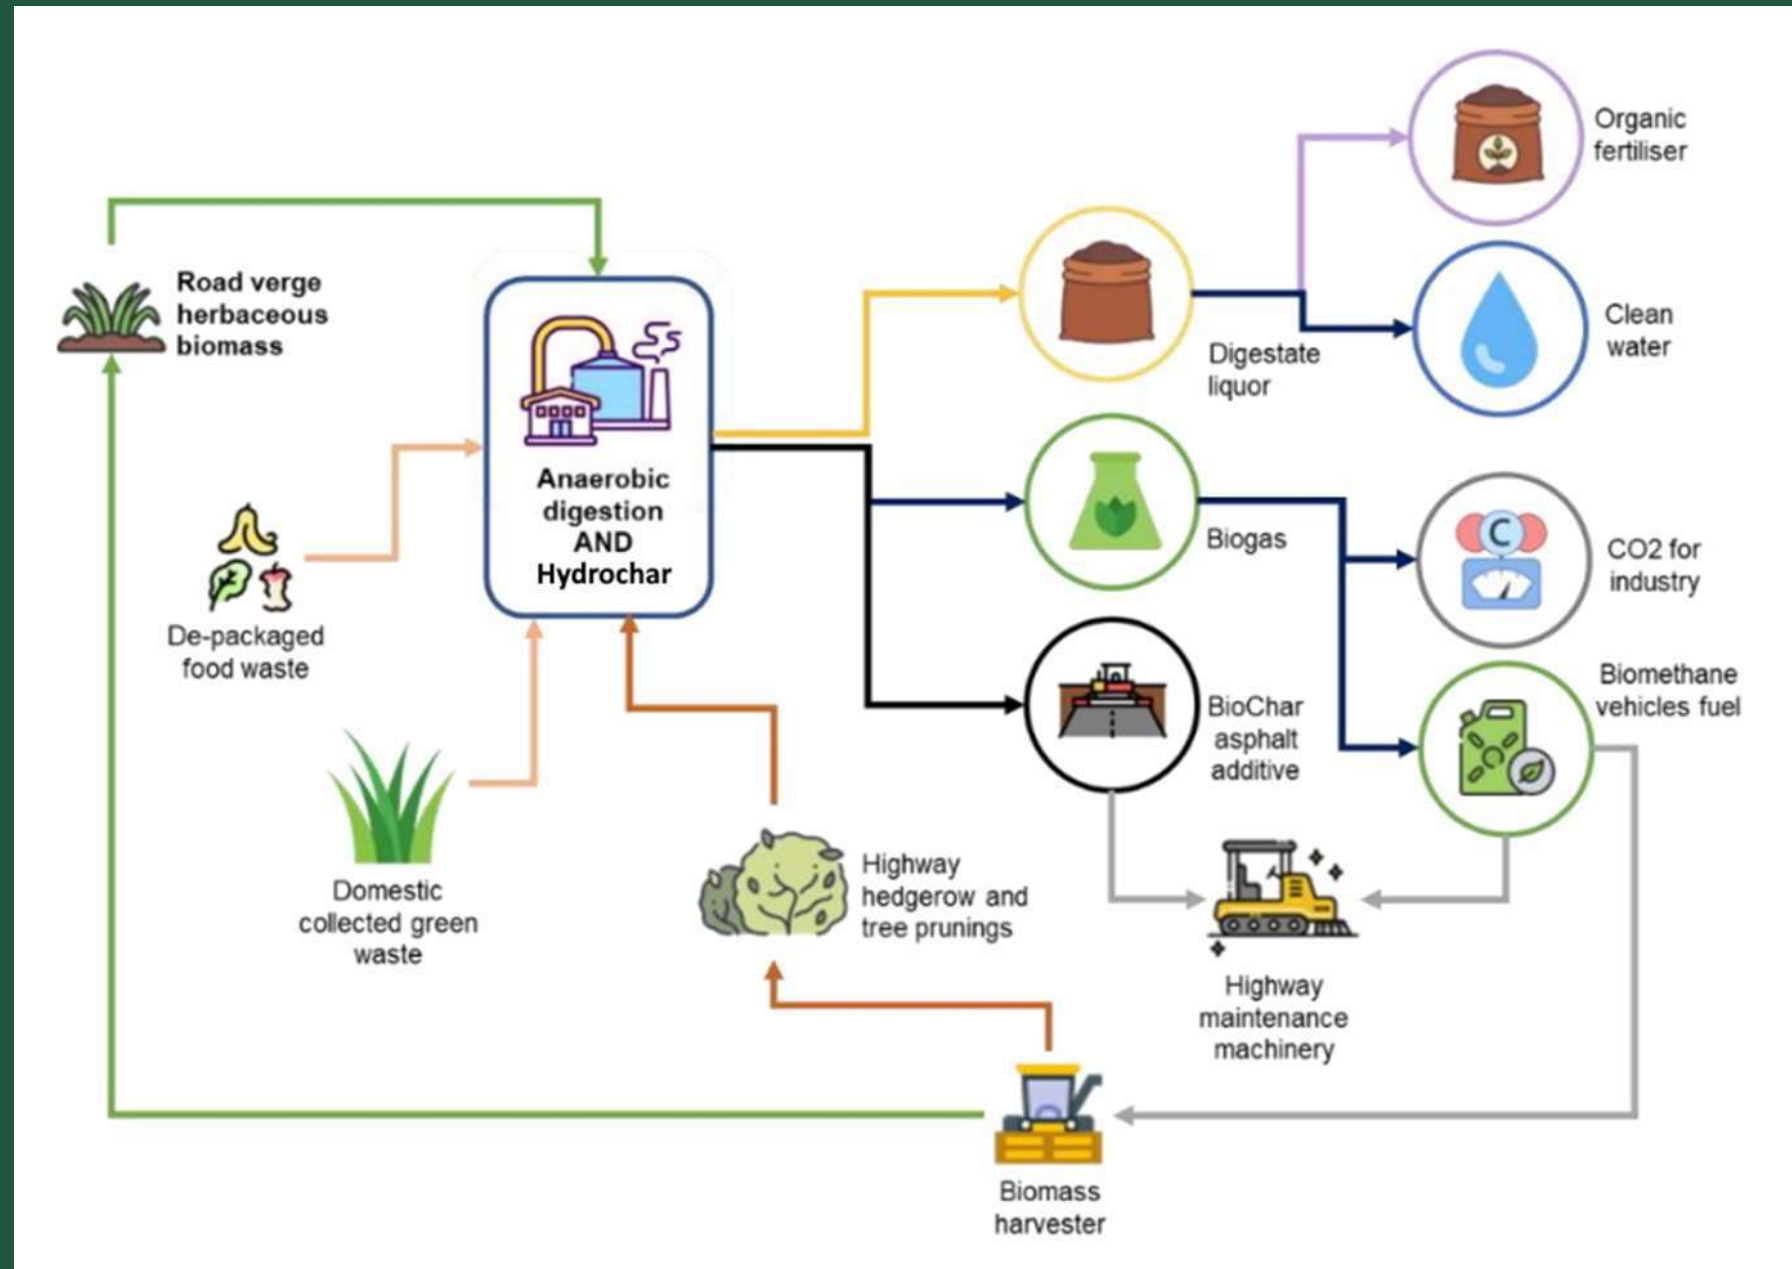 Organic
fertiliser
Road verge
herbaceous
biomass
Clean
water
Digestate
liquor
Anaerobic
digestion
AND
Hydrochar
Biogas
CO2 for
industry
C
De-packaged
food waste
BioChar
asphalt
additive
Biomethane
vehicles fuel
Domestic
collected green
waste
Highway
hedgerow and
tree prunings
Highway
maintenance
machinery
Biomass
harvester